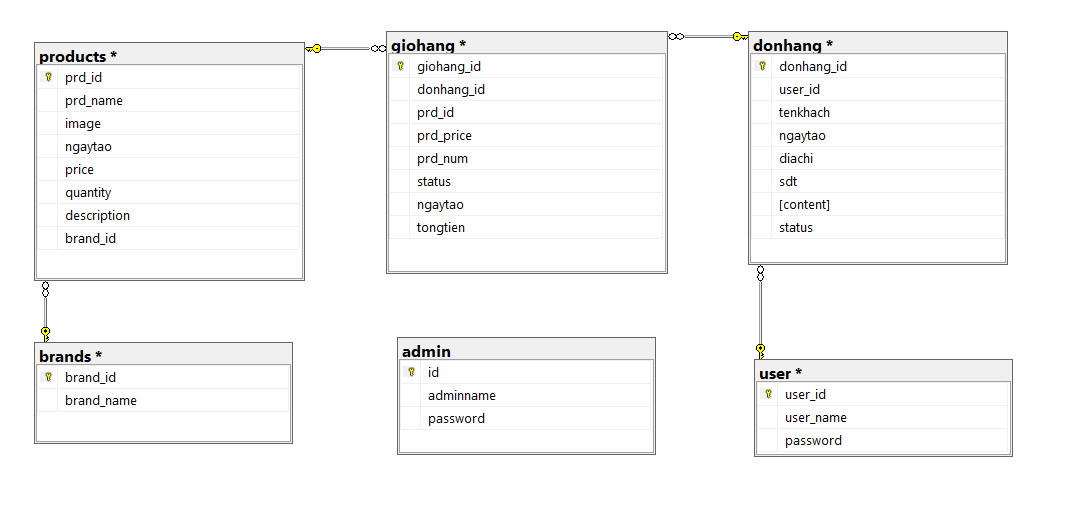 products *
prd_id
prd_name
image
ngaytao
price
quantity
description
brand_id
giohang *
giohang_id
donhang_id
prd_id
prd_price
prd_num
status
ngaytao
tongtien
donhang *
donhang_id
user_id
tenkhach
ngaytao
diachi
sdt
[content]
status
brands *
brand_id
brand_name
admin
id
adminname
password
user *
user_id
user_name
password